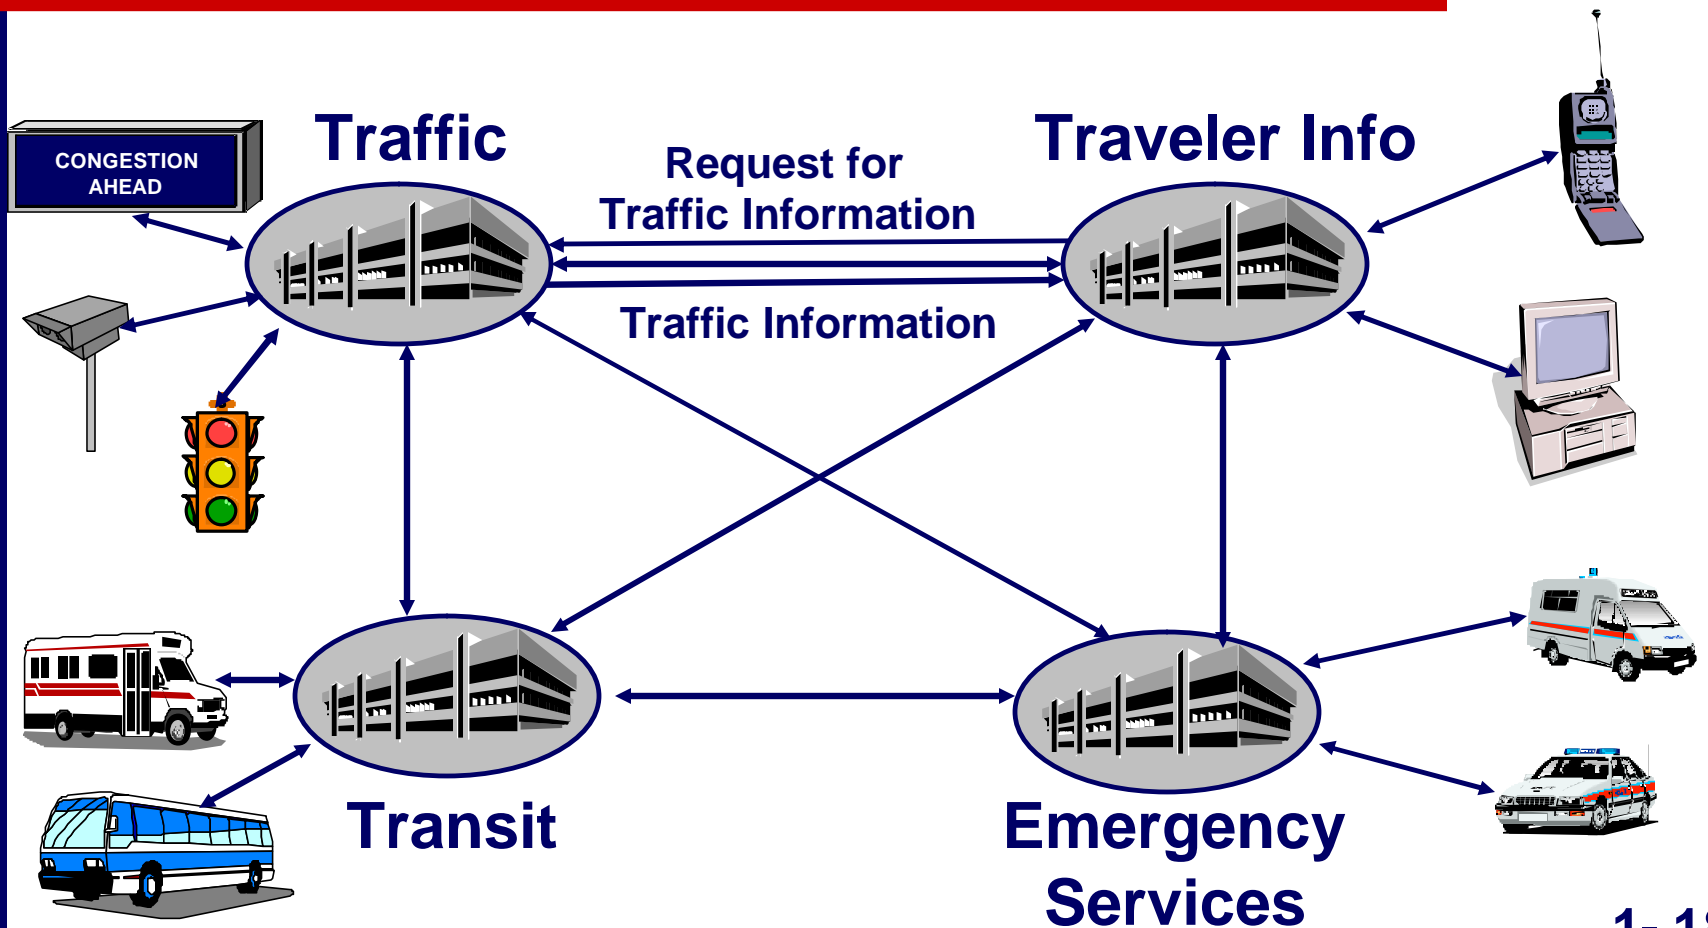 CONGESTION
AHEAD
Traffic
Request for
Traffic Information
Traveler Info
Traffic Information
Transit
Emergency
Services